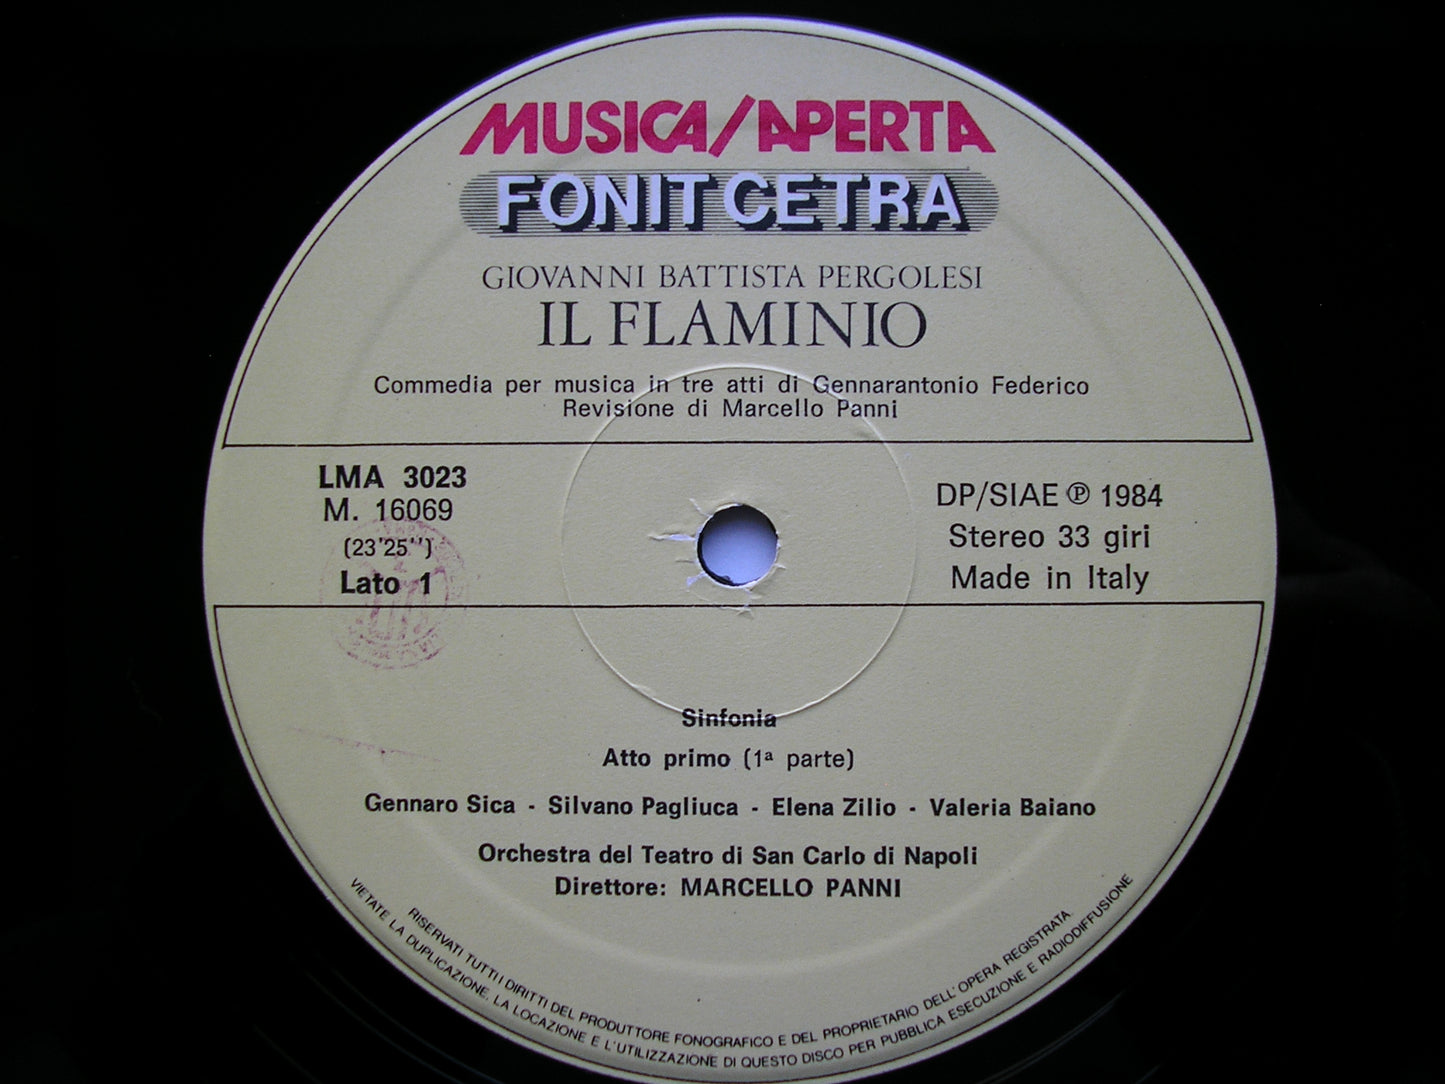 MUSICA/APERTA
FONIT CETRA
GIOVANNI BATTISTA PERGOLESI
IL FLAMINIO
Commedia per musica in tre atti di Gennarantonio Federico
Revisione di Marcello Panni
LMA 3023
M. 16069
(23'25'')
Lato 1
DP/SIAE ℗ 1984
Stereo 33 giri
Made in Italy
Sinfonia
Atto primo (1ª parte)
Gennaro Sica - Silvano Pagliuca - Elena Zilio - Valeria Baiano
Orchestra del Teatro di San Carlo di Napoli
Direttore: MARCELLO PANNI
RISERVATI TUTTI I DIRITTI DEL PRODUTTORE FONOGRAFICO E DEL PROPRIETARIO DELL'OPERA REGISTRATA
VIETATE LA DUPLICAZIONE, LA LOCAZIONE E L'UTILIZZAZIONE DI QUESTO DISCO PER PUBBLICA ESECUZIONE E RADIODIFFUSIONE